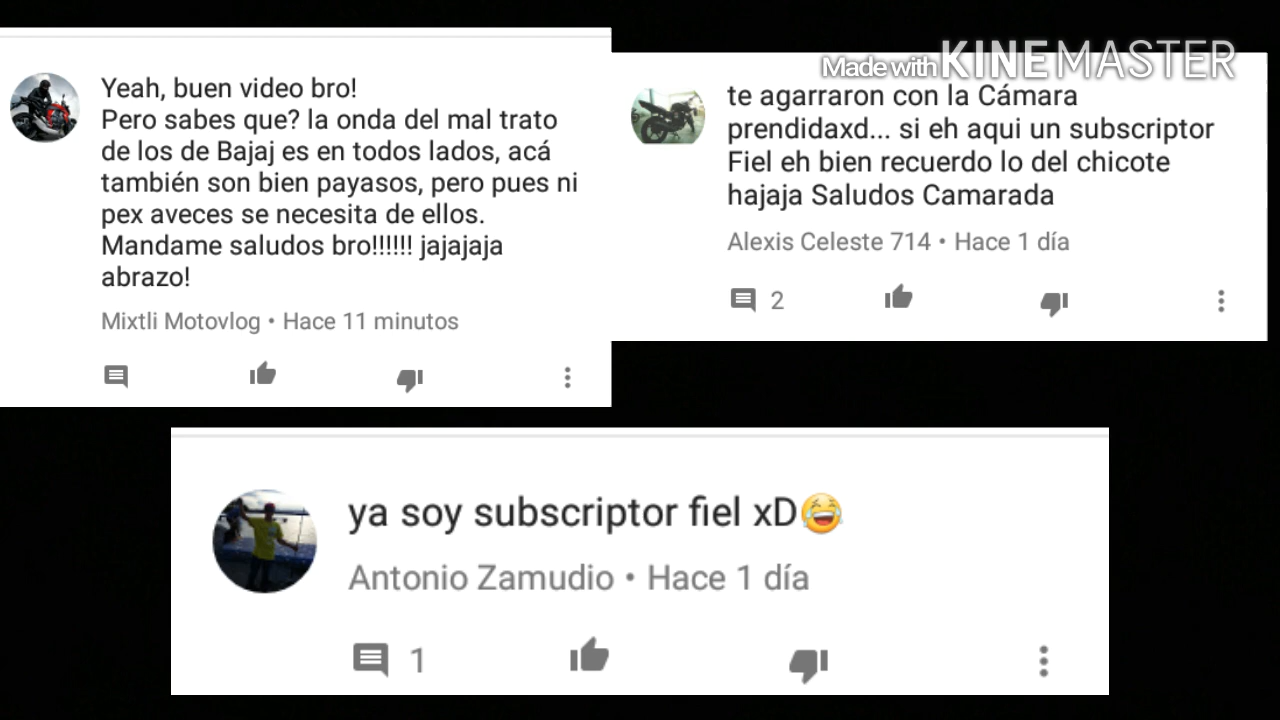 Yeah, buen video bro!
Pero sabes que? la onda del mal trato
de los de Bajaj es en todos lados, acá
también son bien payasos, pero pues ni
pex aveces se necesita de ellos.
Mandame saludos bro!!!!!! jajajaja
abrazo!
Mixtli Motovlog • Hace 11 minutos
Made with KINEMASTER
te agarraron con la Cámara
prendidaxd... si eh aqui un subscriptor
Fiel eh bien recuerdo lo del chicote
hajaja Saludos Camarada
Alexis Celeste 714 • Hace 1 día
2
ya soy subscriptor fiel xD😂
Antonio Zamudio • Hace 1 día
1